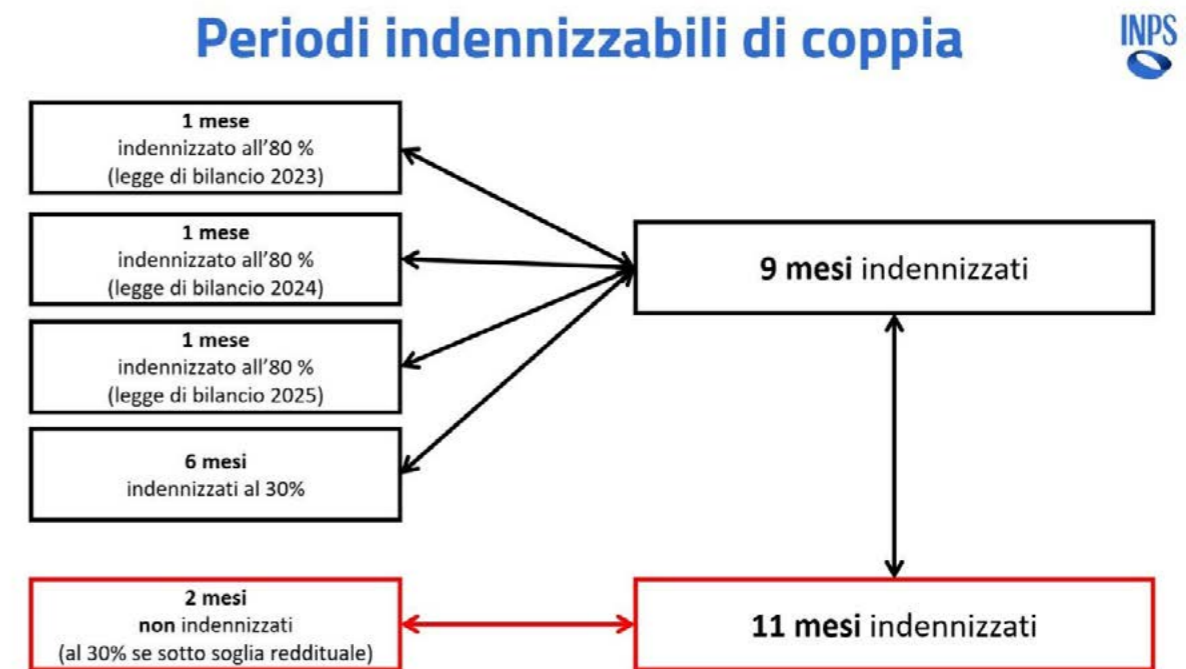 Periodi indennizzabili di coppia
INPS
1 mese
indennizzato all'80 %
(legge di bilancio 2023)
1 mese
indennizzato all'80 %
(legge di bilancio 2024)
1 mese
indennizzato all'80 %
(legge di bilancio 2025)
6 mesi
indennizzati al 30%
9 mesi indennizzati
2 mesi
non indennizzati
(al 30% se sotto soglia reddituale)
11 mesi indennizzati